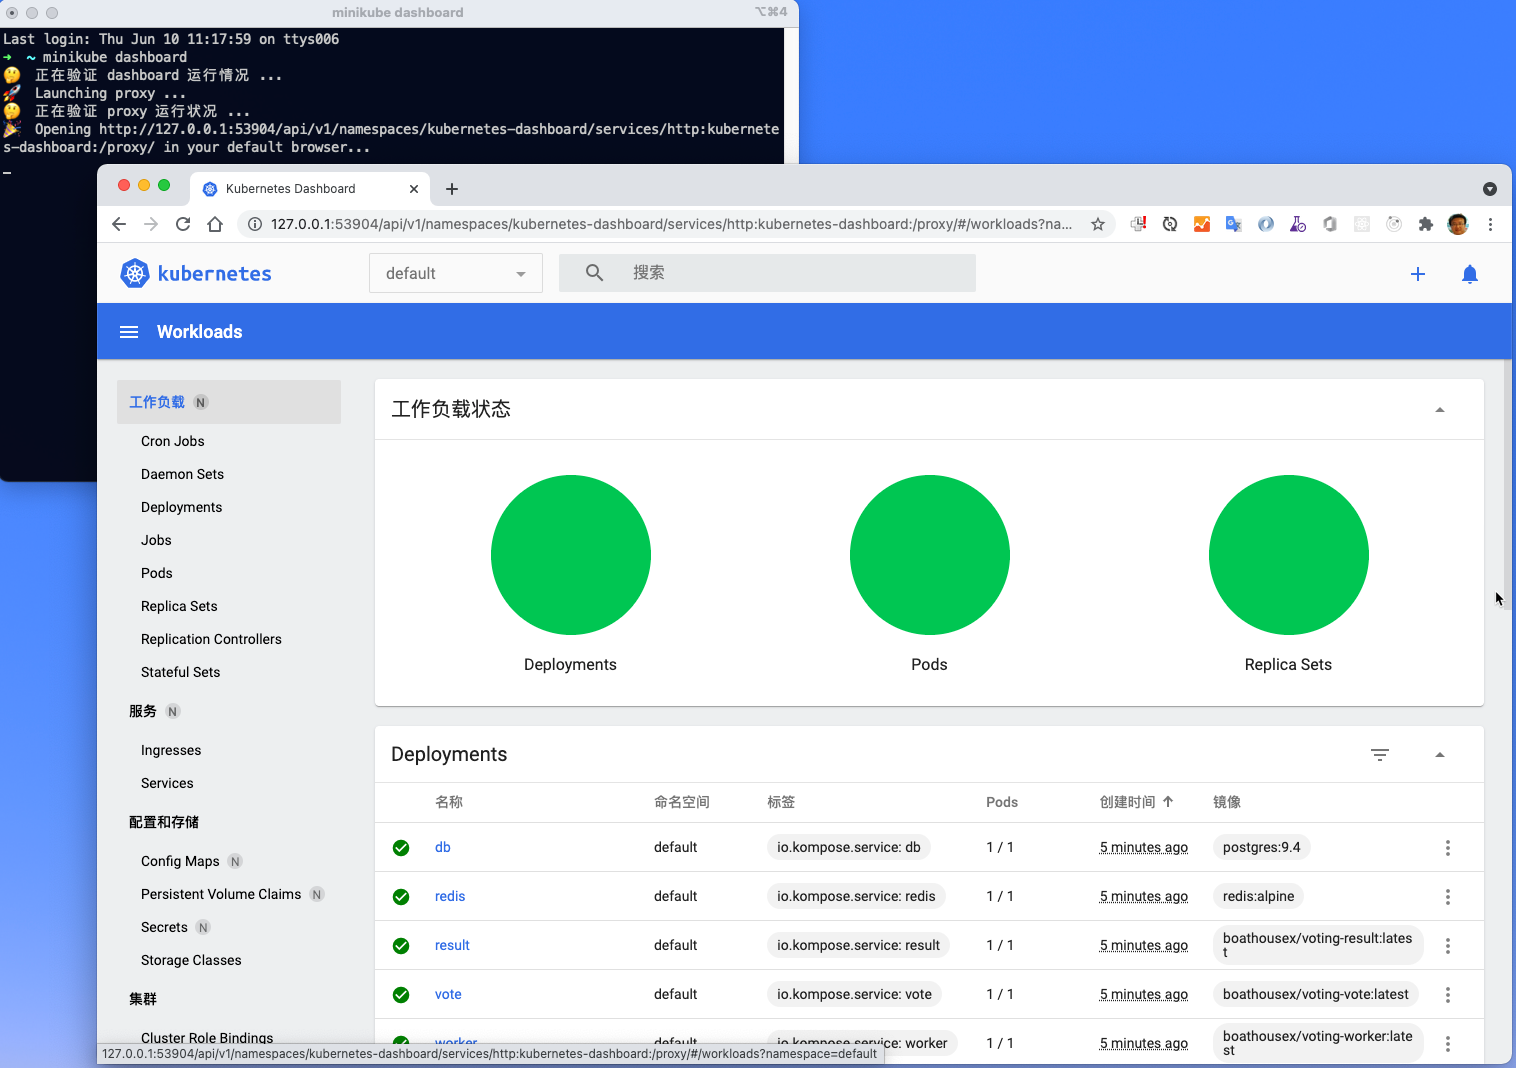 minikube dashboard
⌥⌘4
Last login: Thu Jun 10 11:17:59 on ttys006
➜ ~ minikube dashboard
🤔 正在验证 dashboard 运行情况 ...
🚀 Launching proxy ...
🤔 正在验证 proxy 运行状况 ...
🎉 Opening http://127.0.0.1:53904/api/v1/namespaces/kubernetes-dashboard/services/http:kubernete
s-dashboard:/proxy/ in your default browser...
Kubernetes Dashboard
127.0.0.1:53904/api/v1/namespaces/kubernetes-dashboard/services/http:kubernetes-dashboard:/proxy/#/workloads?na...
kubernetes
default
搜索
Workloads
工作负载 N
Cron Jobs
Daemon Sets
Deployments
Jobs
Pods
Replica Sets
Replication Controllers
Stateful Sets
服务 N
Ingresses
Services
配置和存储
Config Maps N
Persistent Volume Claims N
Secrets N
Storage Classes
集群
Cluster Role Bindings
工作负载状态
Deployments
Pods
Replica Sets
Deployments
名称 命名空间 标签 Pods 创建时间 镜像
db default io.kompose.service: db 1 / 1 5 minutes ago postgres:9.4
redis default io.kompose.service: redis 1 / 1 5 minutes ago redis:alpine
result default io.kompose.service: result 1 / 1 5 minutes ago boathousex/voting-result:lates
t
vote default io.kompose.service: vote 1 / 1 5 minutes ago boathousex/voting-vote:latest
worker default io.kompose.service: worker 1 / 1 5 minutes ago boathousex/voting-worker:lat
est
127.0.0.1:53904/api/v1/namespaces/kubernetes-dashboard/services/http:kubernetes-dashboard:/proxy/#/workloads?namespace=default